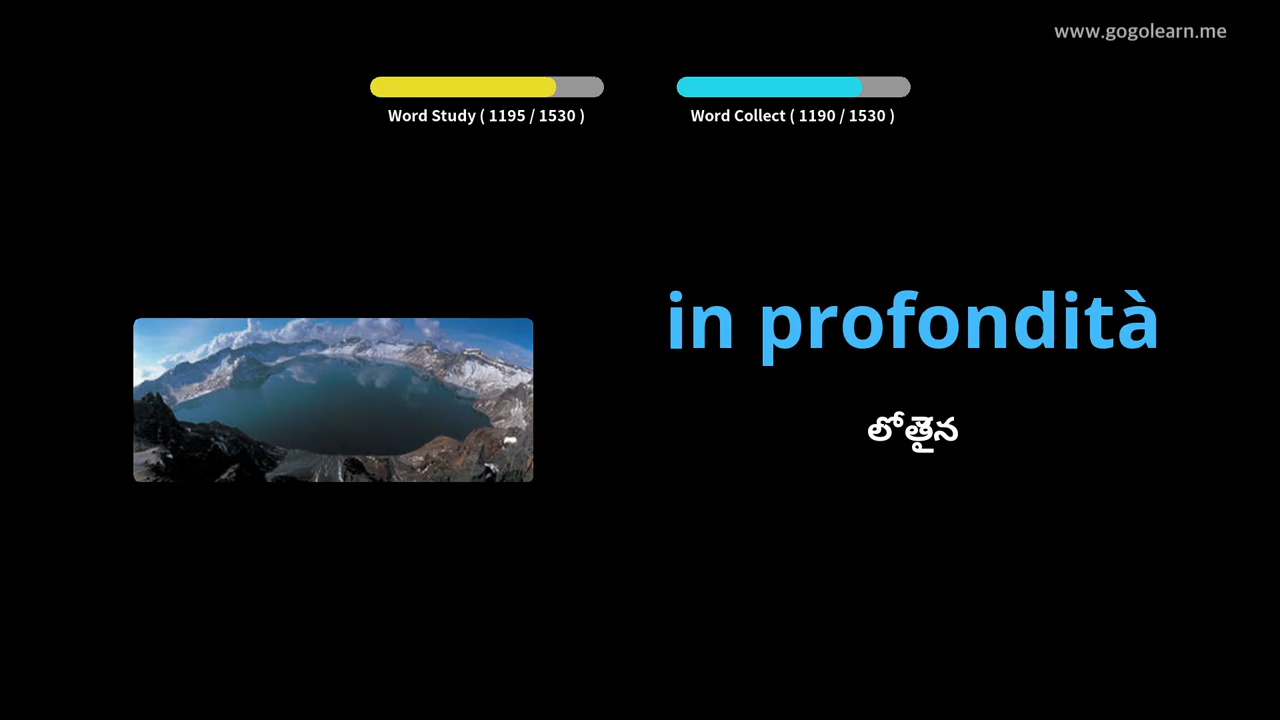 www.gogolearn.me
Word Study ( 1195 / 1530 )
Word Collect ( 1190 / 1530 )
in profondità
లోతైన